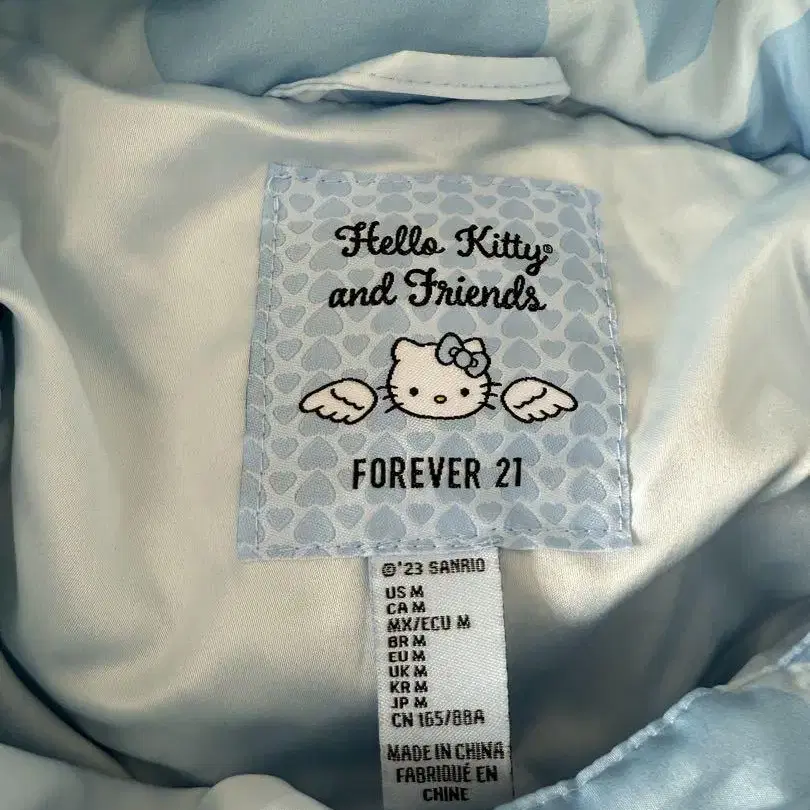 Hello Kitty®
and Friends
FOREVER 21
©'23 SANRIO
US M
CA M
MX/ECU M
BR M
EU M
UK M
KR M
JP M
CN 165/88A
MADE IN CHINA
FABRIQUÉ EN
CHINE